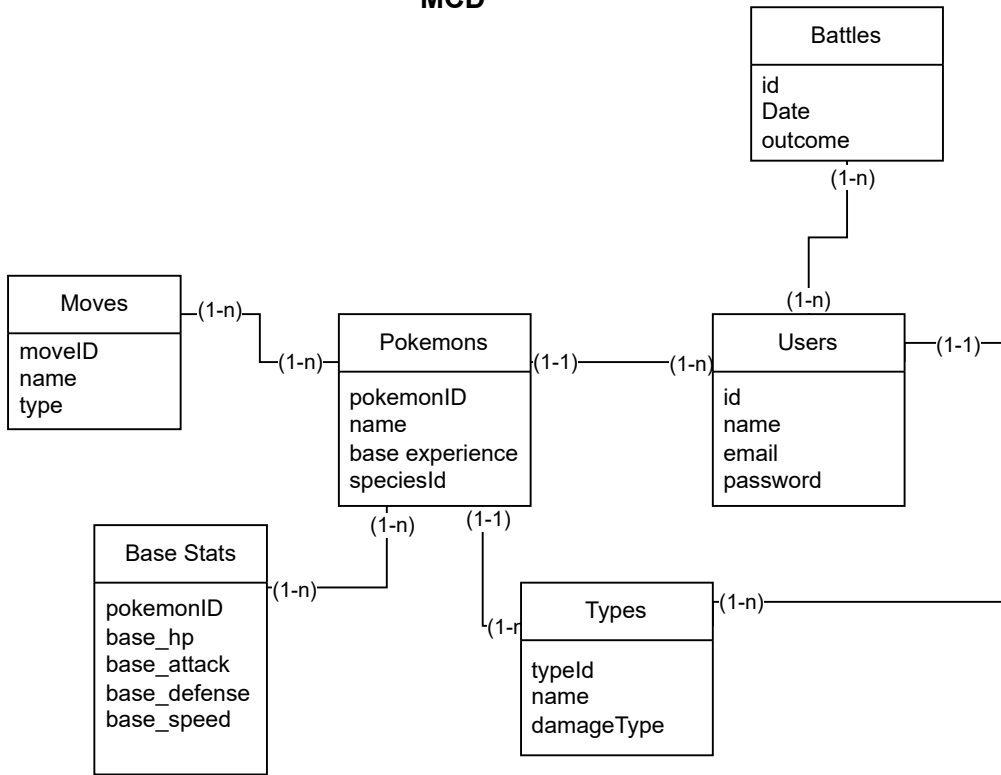 MCD
Battles
id
Date
outcome
(1-n)
(1-n)
Moves
moveID
name
type
(1-n)
(1-n)
Pokemons
pokemonID
name
base experience
speciesId
(1-1)
(1-n)
Users
id
name
email
password
(1-1)
(1-n)
(1-1)
Base Stats
pokemonID
base_hp
base_attack
base_defense
base_speed
(1-n)
(1-n
Types
typeId
name
damageType
(1-n)